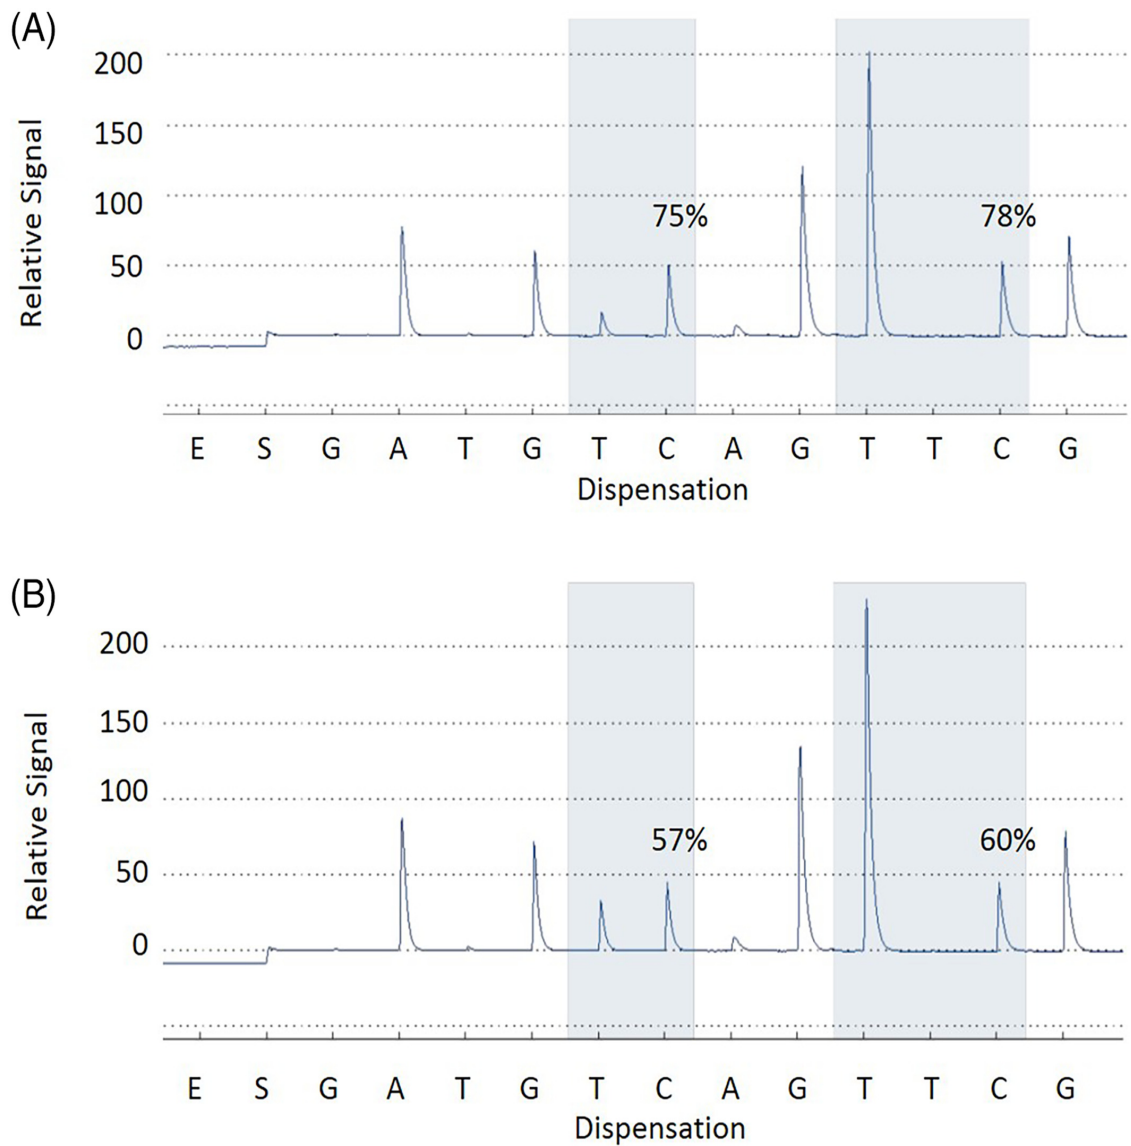 (A)
200
150
100
50
0
Relative Signal
75%
78%
E S G A T G T C A G T T C G
Dispensation
(B)
200
150
100
50
0
Relative Signal
57%
60%
E S G A T G T C A G T T C G
Dispensation